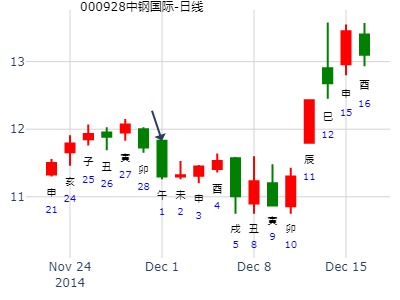 000928中钢国际-日线
13
12
11
申
21
亥
24
子
25
丑
26
寅
27
卯
28
午
1
未
2
申
3
酉
4
戌
5
丑
8
寅
9
卯
10
辰
11
巳
12
申
15
酉
16
Nov 24
2014
Dec 1
Dec 8
Dec 15